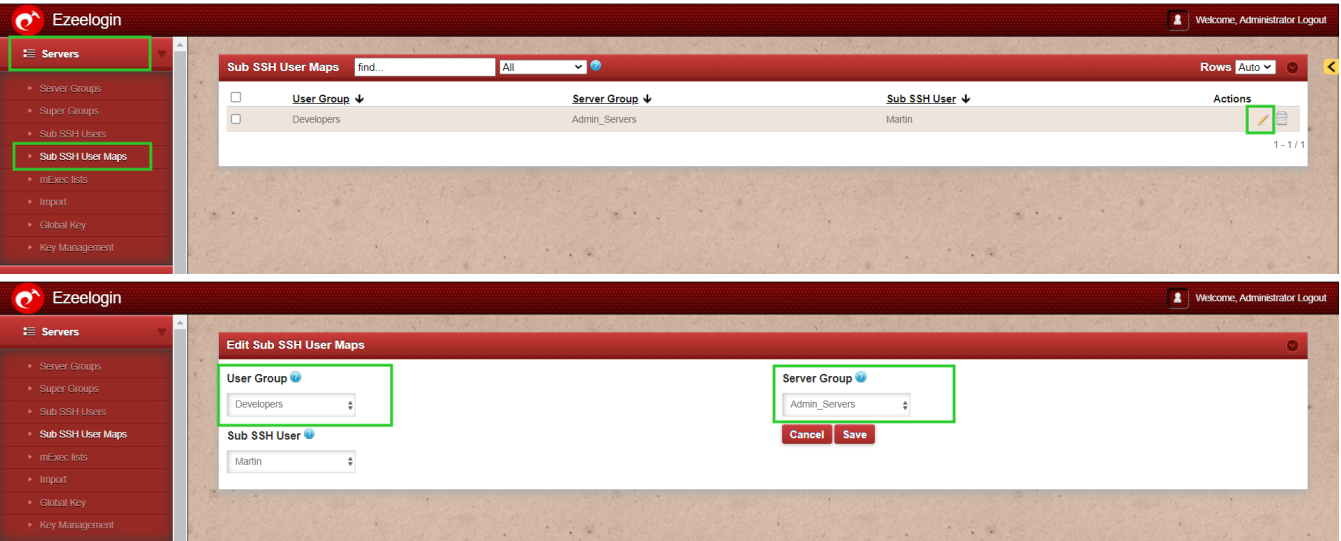 Ezeelogin
Welcome, Administrator Logout
Servers
Server Groups
Super Groups
Sub SSH Users
Sub SSH User Maps
mExec lists
Import
Global Key
Key Management
Sub SSH User Maps find... All Rows Auto
User Group Server Group Sub SSH User Actions
Developers Admin_Servers Martin
1 - 1 / 1
Ezeelogin
Welcome, Administrator Logout
Servers
Server Groups
Super Groups
Sub SSH Users
Sub SSH User Maps
mExec lists
Import
Global Key
Key Management
Edit Sub SSH User Maps
User Group Server Group
Developers Admin_Servers
Sub SSH User Cancel Save
Martin